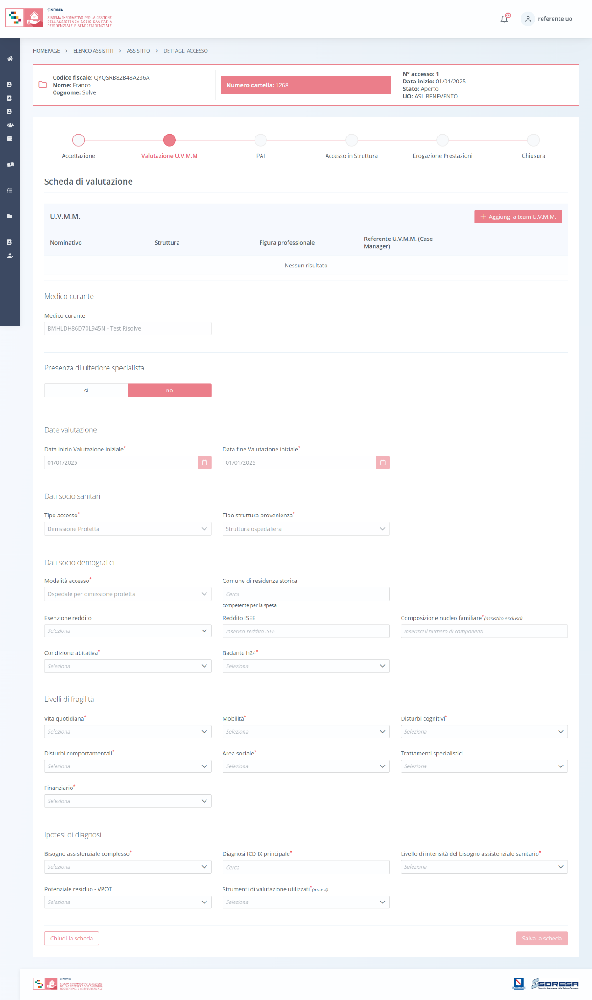 SINFONIA
SISTEMA INFORMATIVO PER LA GESTIONE
DELL'ASSISTENZA SOCIO SANITARIA
RESIDENZIALE E SEMIRESIDENZIALE
22
referente uo
HOMEPAGE > ELENCO ASSISTITI > ASSISTITO > DETTAGLI ACCESSO
Codice fiscale: QYQSRB82B48A236A
Nome: Franco
Cognome: Solve
Numero cartella: 1268
N° accesso: 1
Data inizio: 01/01/2025
Stato: Aperto
UO: ASL BENEVENTO
Accettazione
Valutazione U.V.M.M
PAI
Accesso in Struttura
Erogazione Prestazioni
Chiusura
Scheda di valutazione
U.V.M.M.
+ Aggiungi a team U.V.M.M.
Nominativo
Struttura
Figura professionale
Referente U.V.M.M. (Case
Manager)
Nessun risultato
Medico curante
Medico curante
BMHLDH86D70L945N - Test Risolve
Presenza di ulteriore specialista
sì
no
Date valutazione
Data inizio Valutazione iniziale*
Data fine Valutazione iniziale*
01/01/2025
01/01/2025
Dati socio sanitari
Tipo accesso*
Tipo struttura provenienza*
Dimissione Protetta
Struttura ospedaliera
Dati socio demografici
Modalità accesso*
Comune di residenza storica
Ospedale per dimissione protetta
Cerca
competente per la spesa
Esenzione reddito
Reddito ISEE
Composizione nucleo familiare*(assistito escluso)
Seleziona
Inserisci reddito ISEE
Inserisci il numero di componenti
Condizione abitativa*
Badante h24*
Seleziona
Seleziona
Livelli di fragilità
Vita quotidiana*
Mobilità*
Disturbi cognitivi*
Seleziona
Seleziona
Seleziona
Disturbi comportamentali*
Area sociale*
Trattamenti specialistici
Seleziona
Seleziona
Seleziona
Finanziario*
Seleziona
Ipotesi di diagnosi
Bisogno assistenziale complesso*
Diagnosi ICD IX principale*
Livello di intensità del bisogno assistenziale sanitario*
Seleziona
Cerca
Seleziona
Potenziale residuo - VPOT
Strumenti di valutazione utilizzati*(max 4)
Seleziona
Seleziona
Chiudi la scheda
Salva la scheda
SINFONIA
SISTEMA INFORMATIVO PER LA GESTIONE
DELL'ASSISTENZA SOCIO SANITARIA
RESIDENZIALE E SEMIRESIDENZIALE
SORESA
Soggetto Aggregatore della Regione Campania